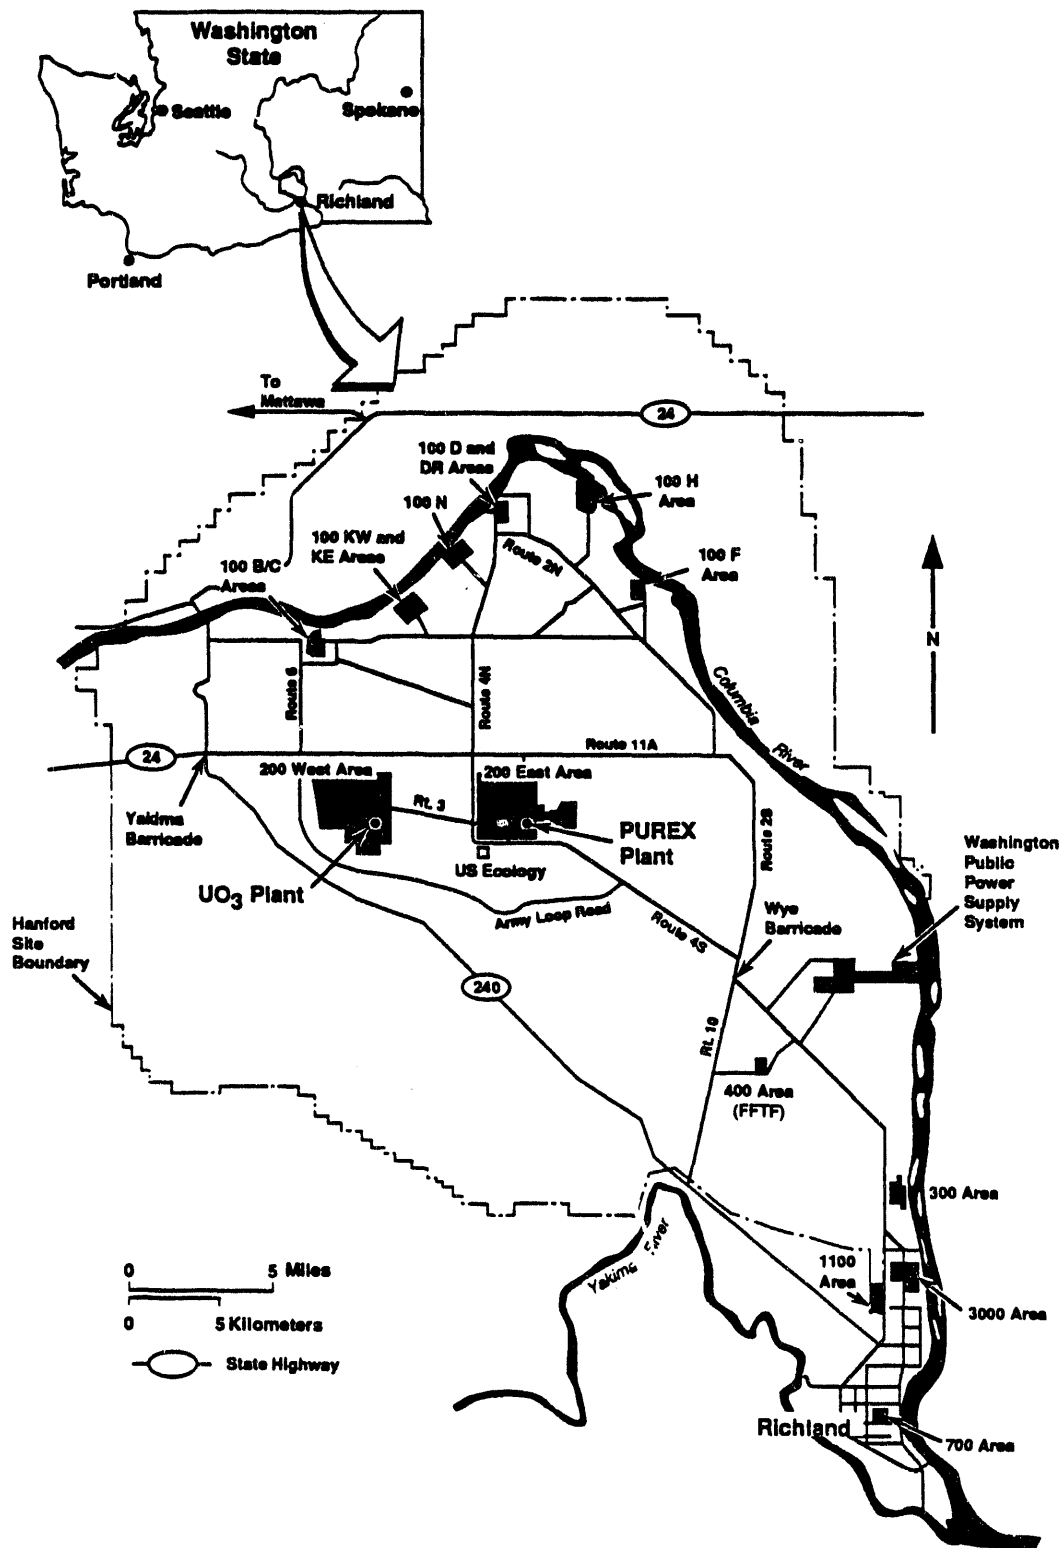 Washington
State
Seattle
Spokane
Richland
Portland
To
Mattawa
24
100 D and
DR Areas
100 H
Area
100 N
100 KW and
KE Areas
Route 2N
100 F
Area
100 B/C
Areas
N
Route 6
Route 4N
Columbia
River
Route 11A
24
200 West Area
200 East Area
Rt. 3
Yakima
Barricade
PUREX
Plant
Route 2S
Washington
Public
Power
Supply
System
US Ecology
UO3 Plant
Army Loop Road
Route 4S
Wye
Barricade
Hanford
Site
Boundary
240
Rt. 10
400 Area
(FFTF)
300 Area
Yakima River
1100
Area
3000 Area
0 5 Miles
0 5 Kilometers
State Highway
Richland
700 Area